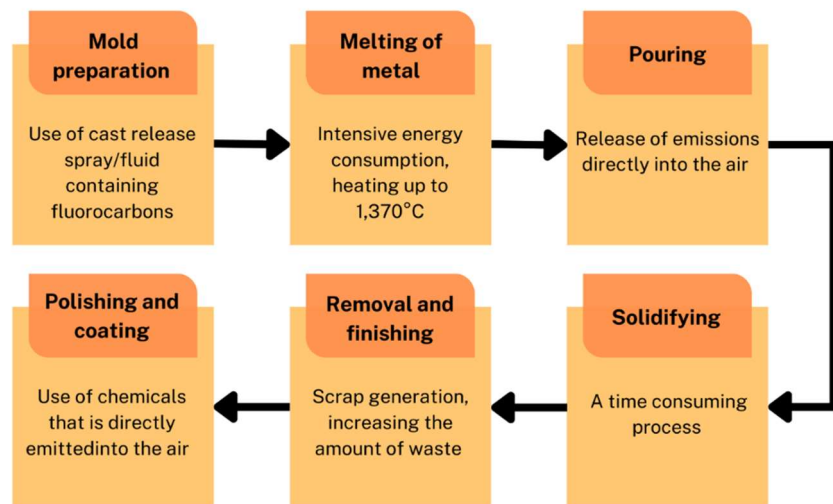 Mold
preparation
Use of cast release
spray/fluid
containing
fluorocarbons
Melting of
metal
Intensive energy
consumption,
heating up to
1,370°C
Pouring
Release of emissions
directly into the air
Solidifying
A time consuming
process
Removal and
finishing
Scrap generation,
increasing the
amount of waste
Polishing and
coating
Use of chemicals
that is directly
emittedinto the air